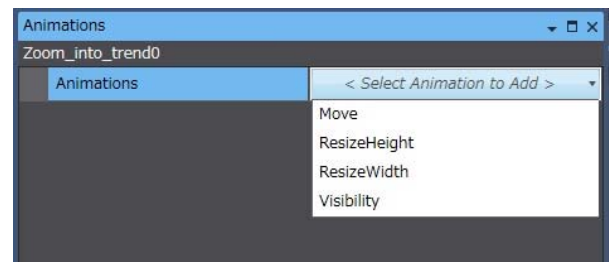 Animations
Zoom_into_trend0
Animations < Select Animation to Add >
Move
ResizeHeight
ResizeWidth
Visibility